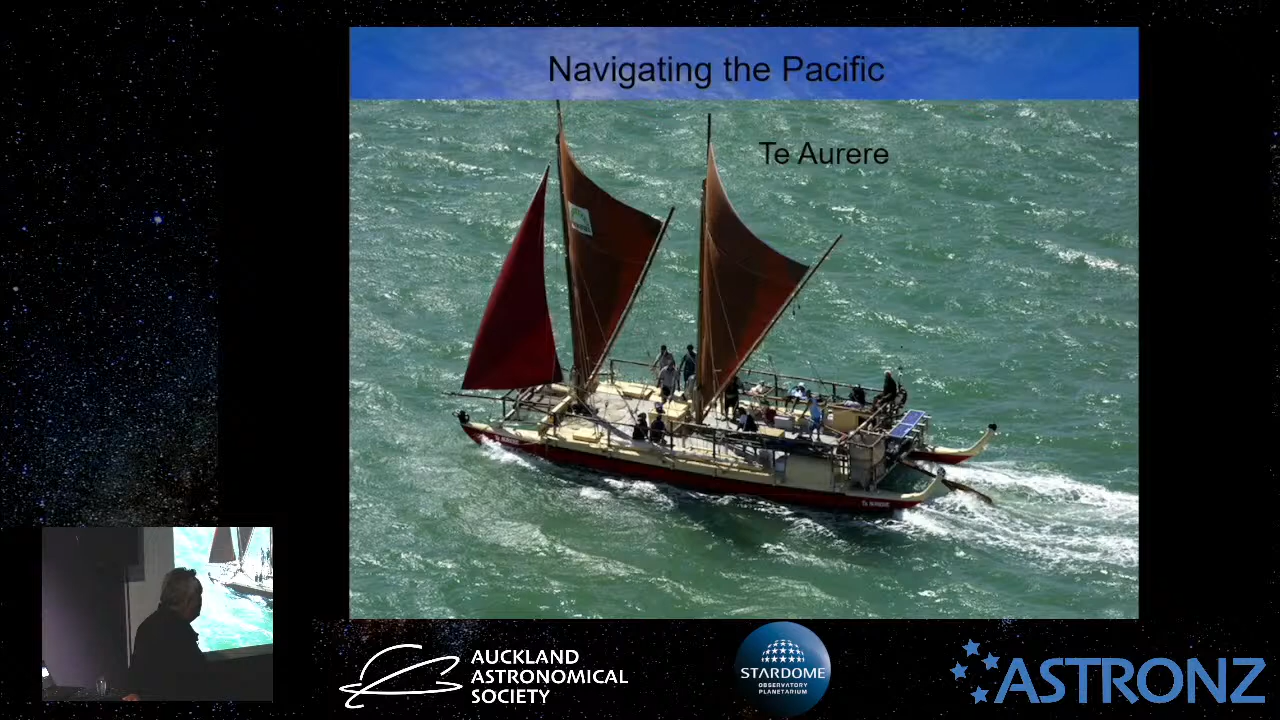 Navigating the Pacific
Te Aurere
AUCKLAND
ASTRONOMICAL
SOCIETY
STARDOME
OBSERVATORY
PLANETARIUM
ASTRONZ